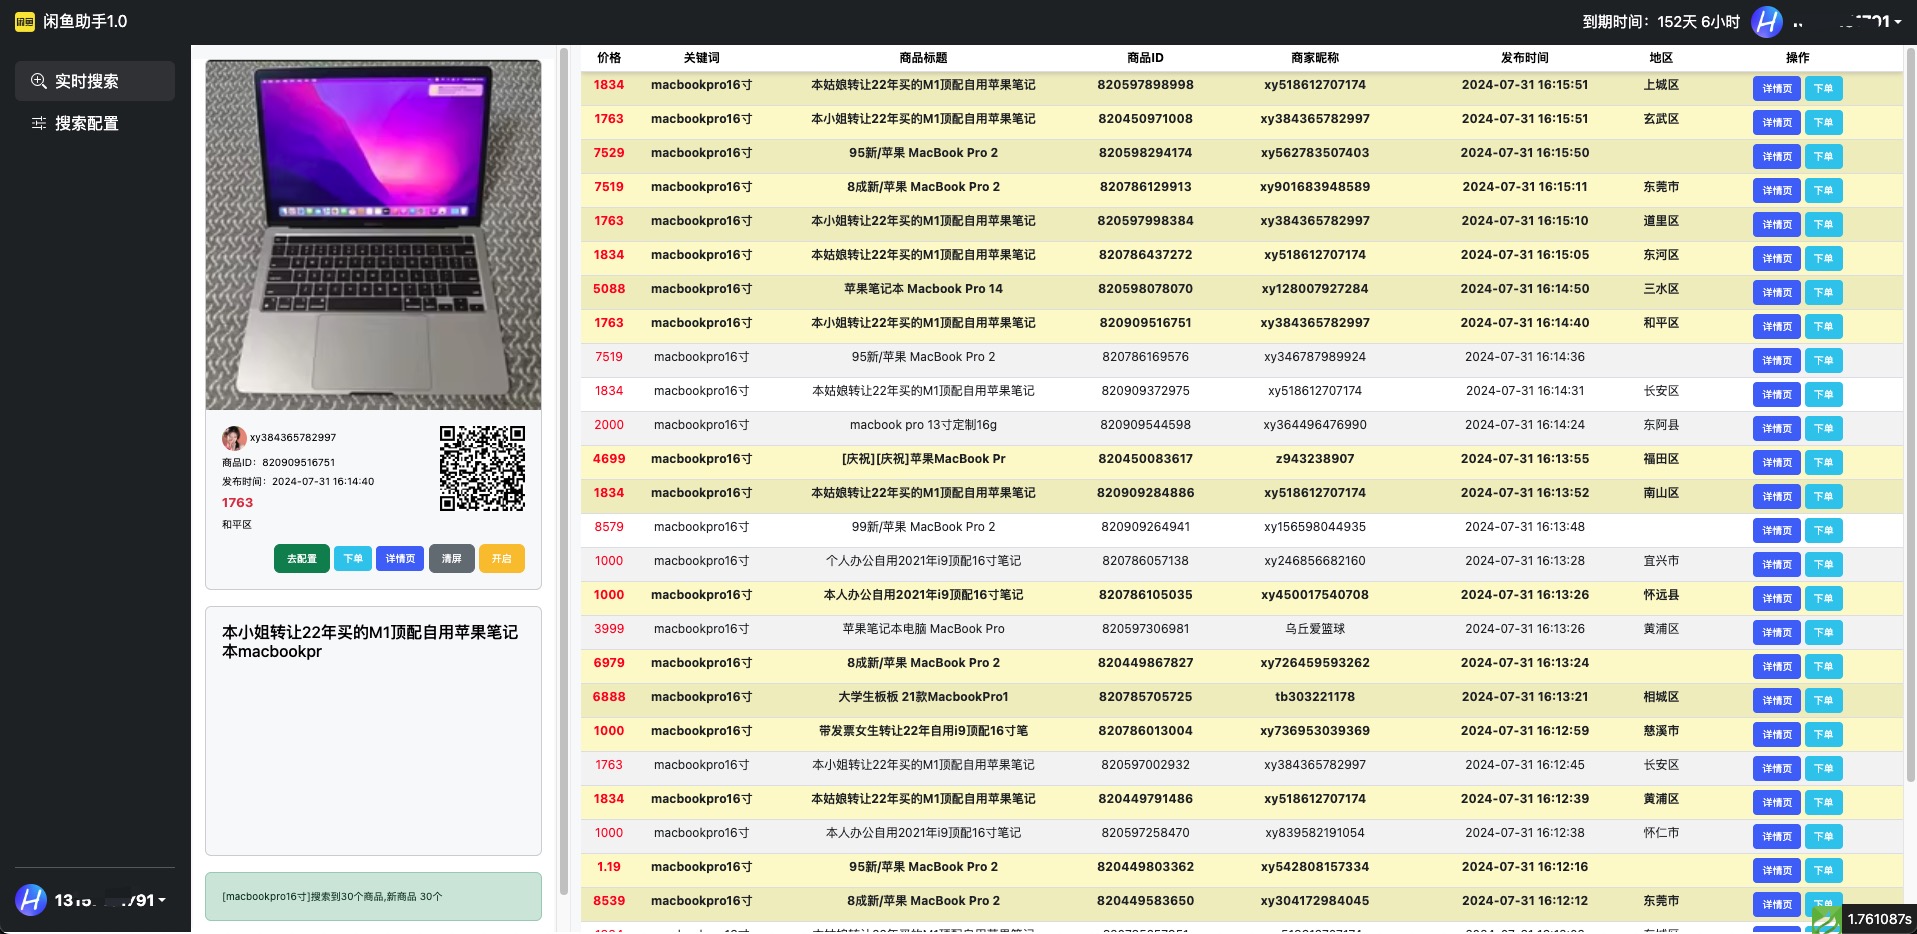 闲鱼助手1.0
到期时间：152天 6小时
实时搜索
搜索配置
xy384365782997
商品ID：820909516751
发布时间：2024-07-31 16:14:40
1763
和平区
去配置 下单 详情页 清屏 开启
本小姐转让22年买的M1顶配自用苹果笔记
本macbookpr
[macbookpro16寸]搜索到30个商品,新商品 30个
价格 关键词 商品标题 商品ID 商家昵称 发布时间 地区 操作
1834 macbookpro16寸 本姑娘转让22年买的M1顶配自用苹果笔记 820597898998 xy518612707174 2024-07-31 16:15:51 上城区 详情页 下单
1763 macbookpro16寸 本小姐转让22年买的M1顶配自用苹果笔记 820450971008 xy384365782997 2024-07-31 16:15:51 玄武区 详情页 下单
7529 macbookpro16寸 95新/苹果 MacBook Pro 2 820598294174 xy562783507403 2024-07-31 16:15:50 详情页 下单
7519 macbookpro16寸 8成新/苹果 MacBook Pro 2 820786129913 xy901683948589 2024-07-31 16:15:11 东莞市 详情页 下单
1763 macbookpro16寸 本小姐转让22年买的M1顶配自用苹果笔记 820597998384 xy384365782997 2024-07-31 16:15:10 道里区 详情页 下单
1834 macbookpro16寸 本姑娘转让22年买的M1顶配自用苹果笔记 820786437272 xy518612707174 2024-07-31 16:15:05 东河区 详情页 下单
5088 macbookpro16寸 苹果笔记本 Macbook Pro 14 820598078070 xy128007927284 2024-07-31 16:14:50 三水区 详情页 下单
1763 macbookpro16寸 本小姐转让22年买的M1顶配自用苹果笔记 820909516751 xy384365782997 2024-07-31 16:14:40 和平区 详情页 下单
7519 macbookpro16寸 95新/苹果 MacBook Pro 2 820786169576 xy346787989924 2024-07-31 16:14:36 详情页 下单
1834 macbookpro16寸 本姑娘转让22年买的M1顶配自用苹果笔记 820909372975 xy518612707174 2024-07-31 16:14:31 长安区 详情页 下单
2000 macbookpro16寸 macbook pro 13寸定制16g 820909544598 xy364496476990 2024-07-31 16:14:24 东阿县 详情页 下单
4699 macbookpro16寸 [庆祝][庆祝]苹果MacBook Pr 820450083617 z943238907 2024-07-31 16:13:55 福田区 详情页 下单
1834 macbookpro16寸 本姑娘转让22年买的M1顶配自用苹果笔记 820909284886 xy518612707174 2024-07-31 16:13:52 南山区 详情页 下单
8579 macbookpro16寸 99新/苹果 MacBook Pro 2 820909264941 xy156598044935 2024-07-31 16:13:48 详情页 下单
1000 macbookpro16寸 个人办公自用2021年i9顶配16寸笔记 820786057138 xy246856682160 2024-07-31 16:13:28 宜兴市 详情页 下单
1000 macbookpro16寸 本人办公自用2021年i9顶配16寸笔记 820786105035 xy450017540708 2024-07-31 16:13:26 怀远县 详情页 下单
3999 macbookpro16寸 苹果笔记本电脑 MacBook Pro 820597306981 乌丘爱篮球 2024-07-31 16:13:26 黄浦区 详情页 下单
6979 macbookpro16寸 8成新/苹果 MacBook Pro 2 820449867827 xy726459593262 2024-07-31 16:13:24 详情页 下单
6888 macbookpro16寸 大学生板板 21款MacbookPro1 820785705725 tb303221178 2024-07-31 16:13:21 相城区 详情页 下单
1000 macbookpro16寸 带发票女生转让22年自用i9顶配16寸笔 820786013004 xy736953039369 2024-07-31 16:12:59 慈溪市 详情页 下单
1763 macbookpro16寸 本小姐转让22年买的M1顶配自用苹果笔记 820597002932 xy384365782997 2024-07-31 16:12:45 长安区 详情页 下单
1834 macbookpro16寸 本姑娘转让22年买的M1顶配自用苹果笔记 820449791486 xy518612707174 2024-07-31 16:12:39 黄浦区 详情页 下单
1000 macbookpro16寸 本人办公自用2021年i9顶配16寸笔记 820597258470 xy839582191054 2024-07-31 16:12:38 怀仁市 详情页 下单
1.19 macbookpro16寸 95新/苹果 MacBook Pro 2 820449803362 xy542808157334 2024-07-31 16:12:16 详情页 下单
8539 macbookpro16寸 8成新/苹果 MacBook Pro 2 820449583650 xy304172984045 2024-07-31 16:12:12 东莞市 详情页 下单
1.761087s